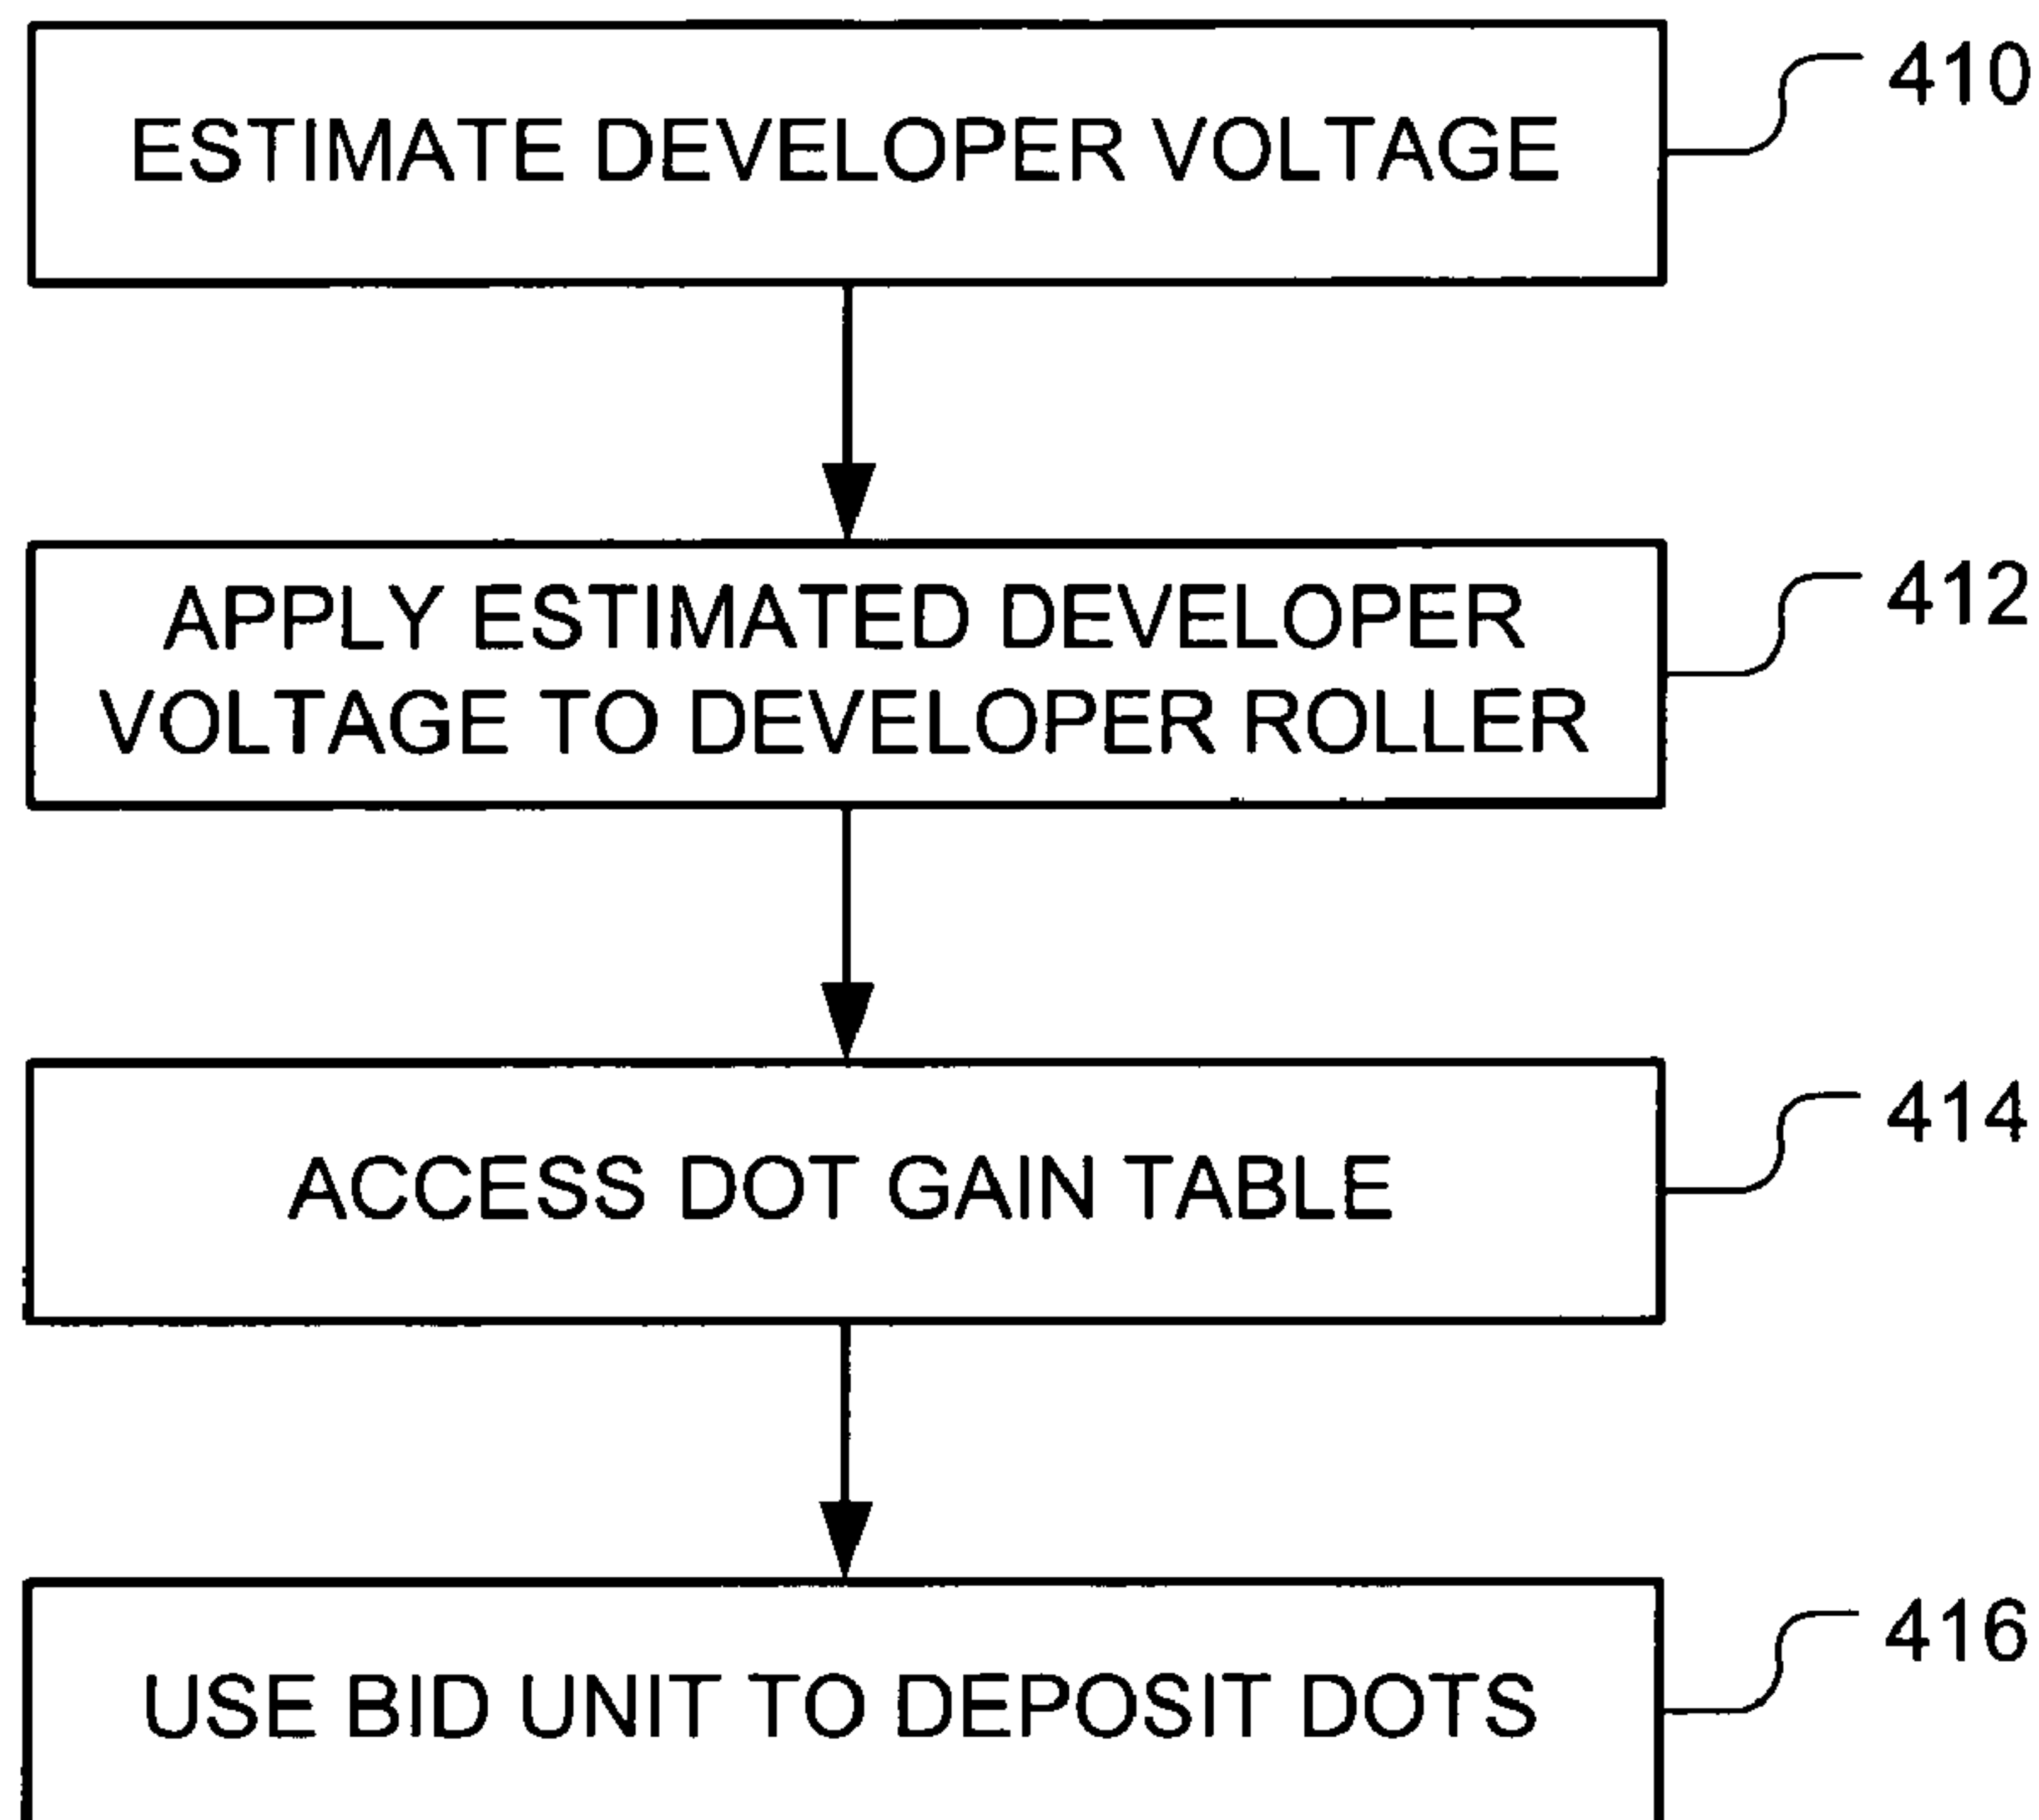 ESTIMATE DEVELOPER VOLTAGE
410
APPLY ESTIMATED DEVELOPER
VOLTAGE TO DEVELOPER ROLLER
412
ACCESS DOT GAIN TABLE
414
USE BID UNIT TO DEPOSIT DOTS
416